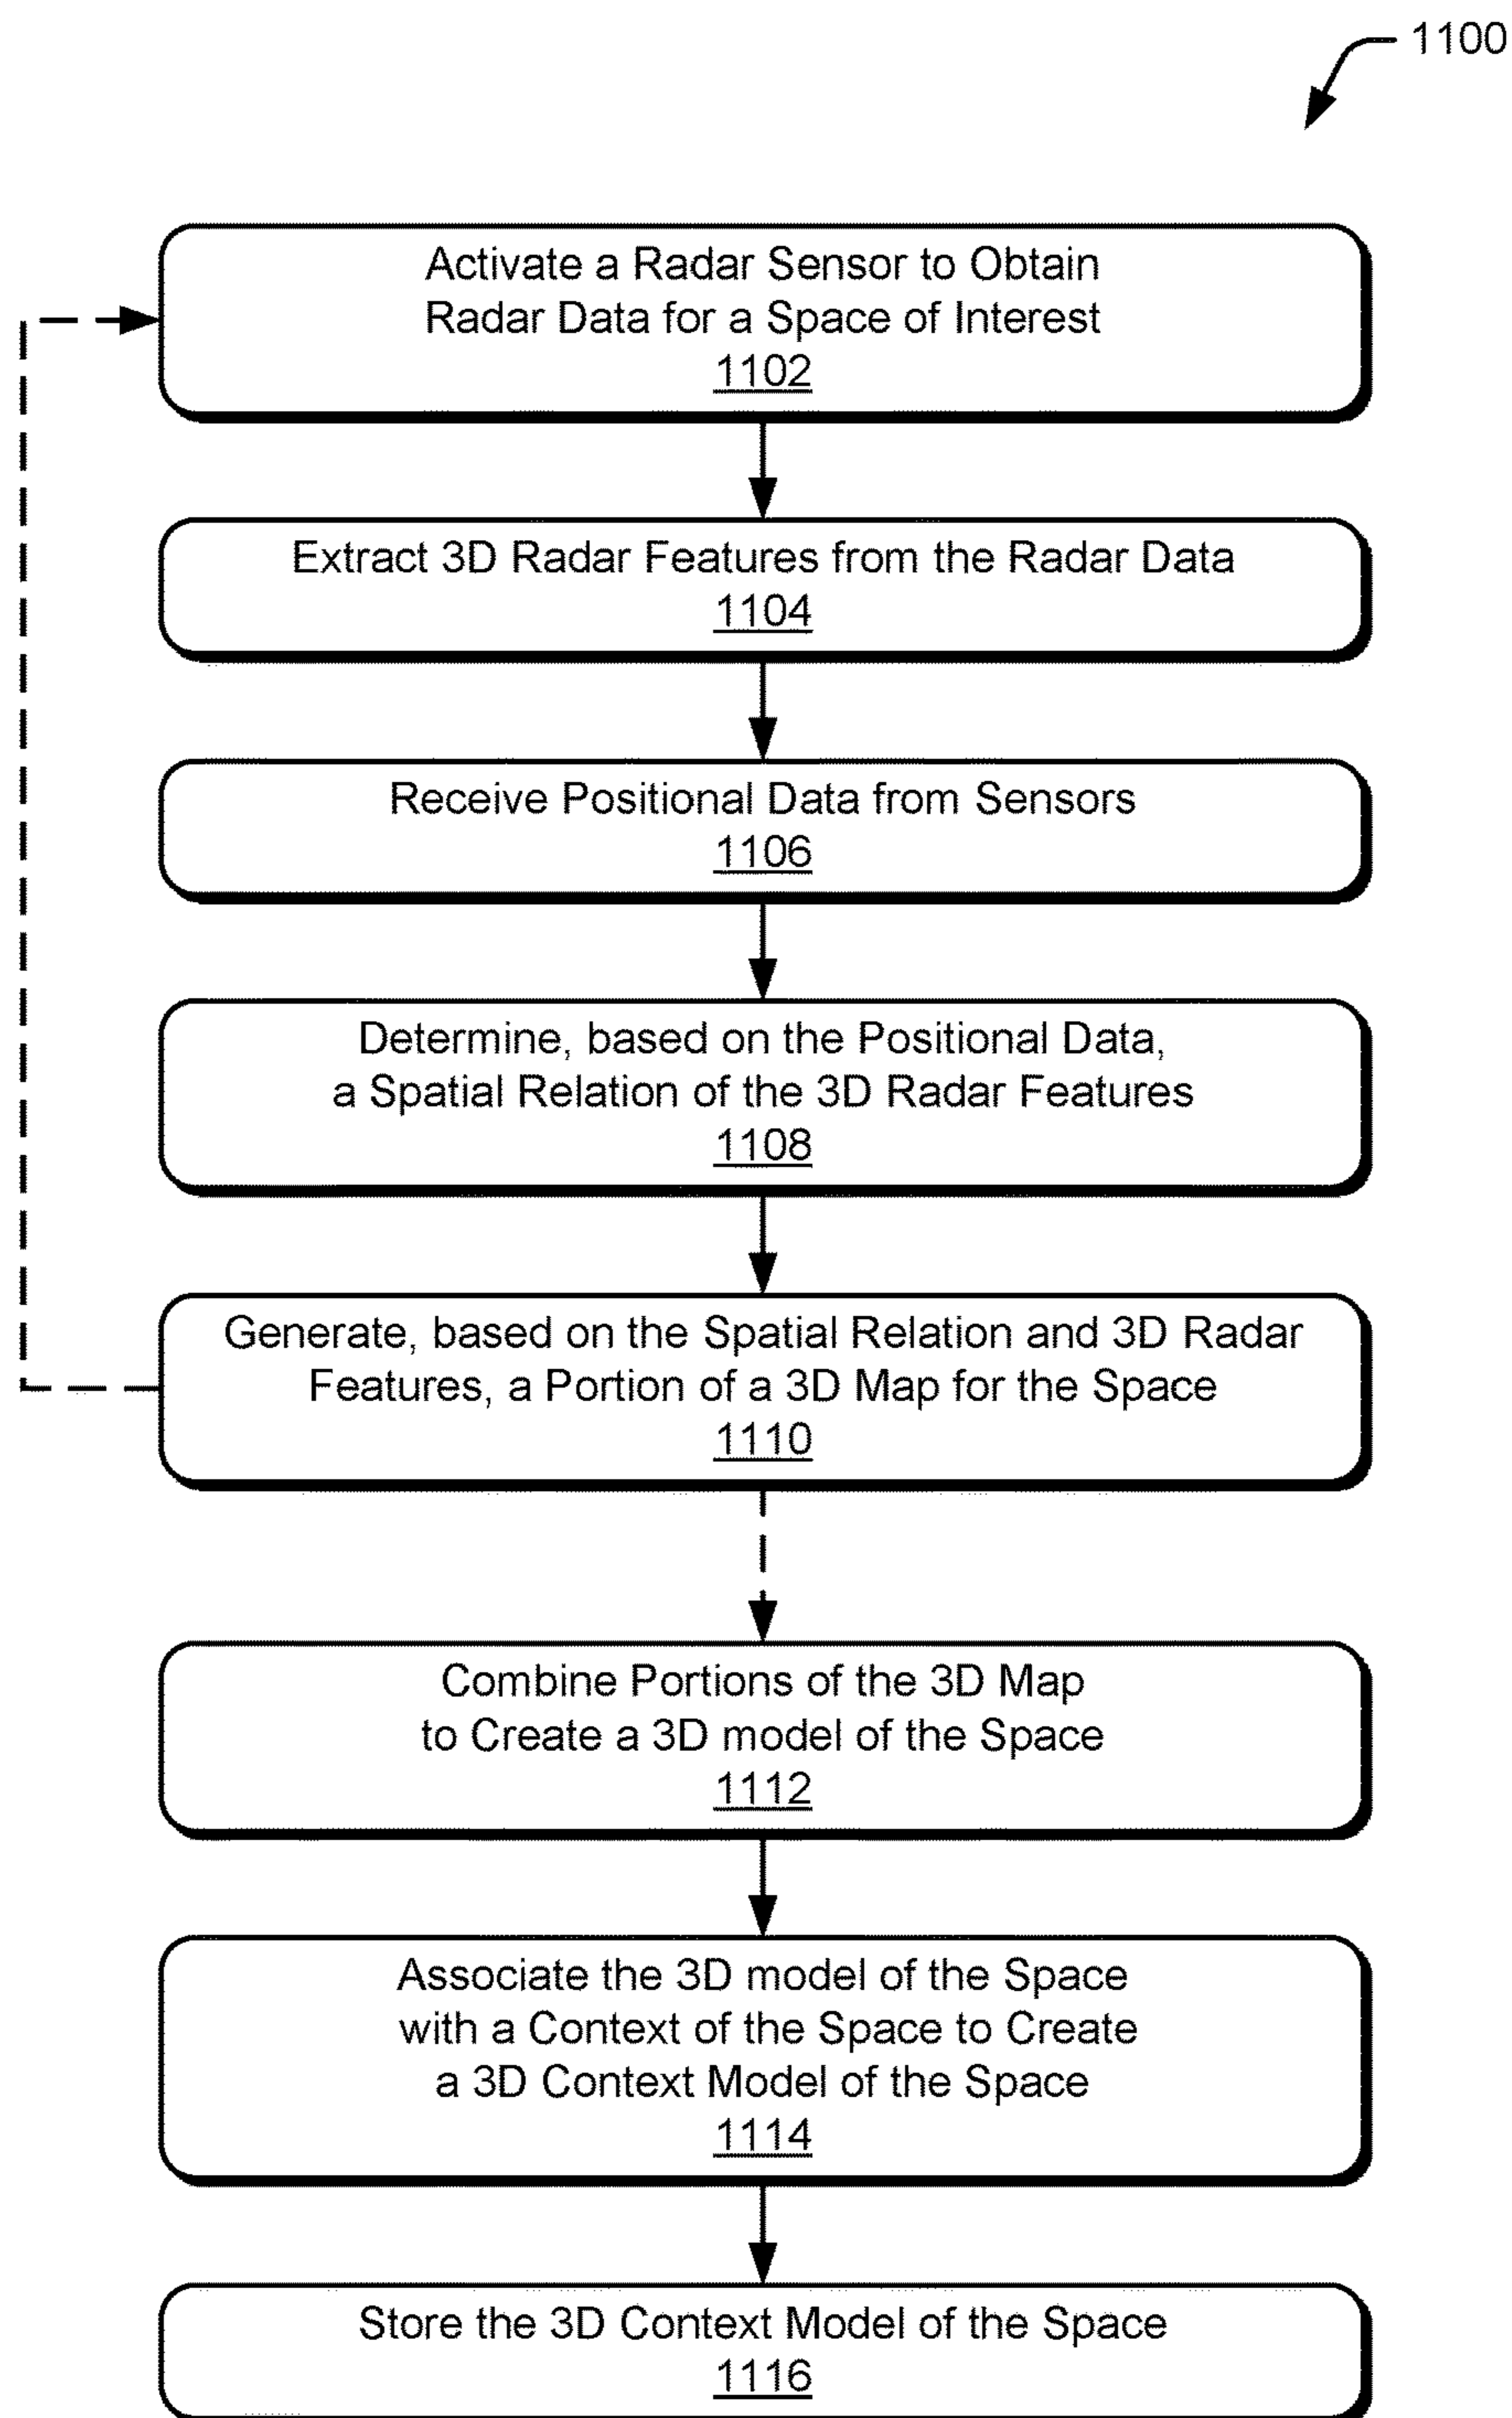 1100
Activate a Radar Sensor to Obtain
Radar Data for a Space of Interest
1102
Extract 3D Radar Features from the Radar Data
1104
Receive Positional Data from Sensors
1106
Determine, based on the Positional Data,
a Spatial Relation of the 3D Radar Features
1108
Generate, based on the Spatial Relation and 3D Radar
Features, a Portion of a 3D Map for the Space
1110
Combine Portions of the 3D Map
to Create a 3D model of the Space
1112
Associate the 3D model of the Space
with a Context of the Space to Create
a 3D Context Model of the Space
1114
Store the 3D Context Model of the Space
1116